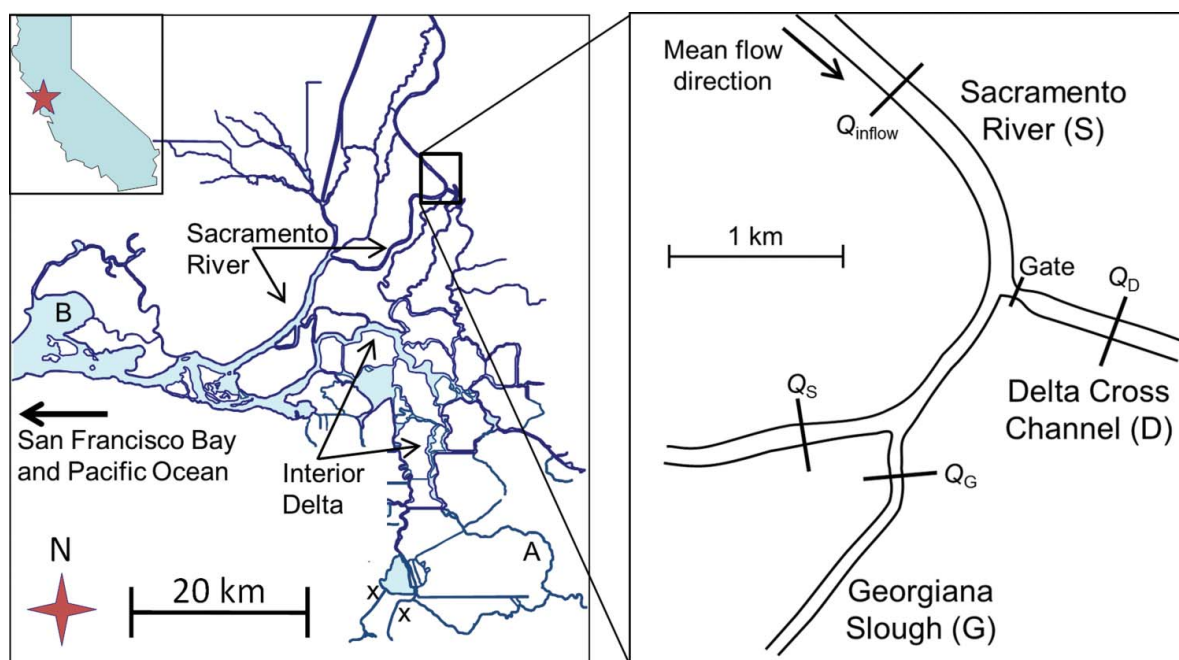 Sacramento
River
B
San Francisco Bay
and Pacific Ocean
Interior
Delta
A
N
20 km
x
x
Mean flow
direction
Qinflow
Sacramento
River (S)
1 km
Gate
QD
QS
Delta Cross
Channel (D)
QG
Georgiana
Slough (G)